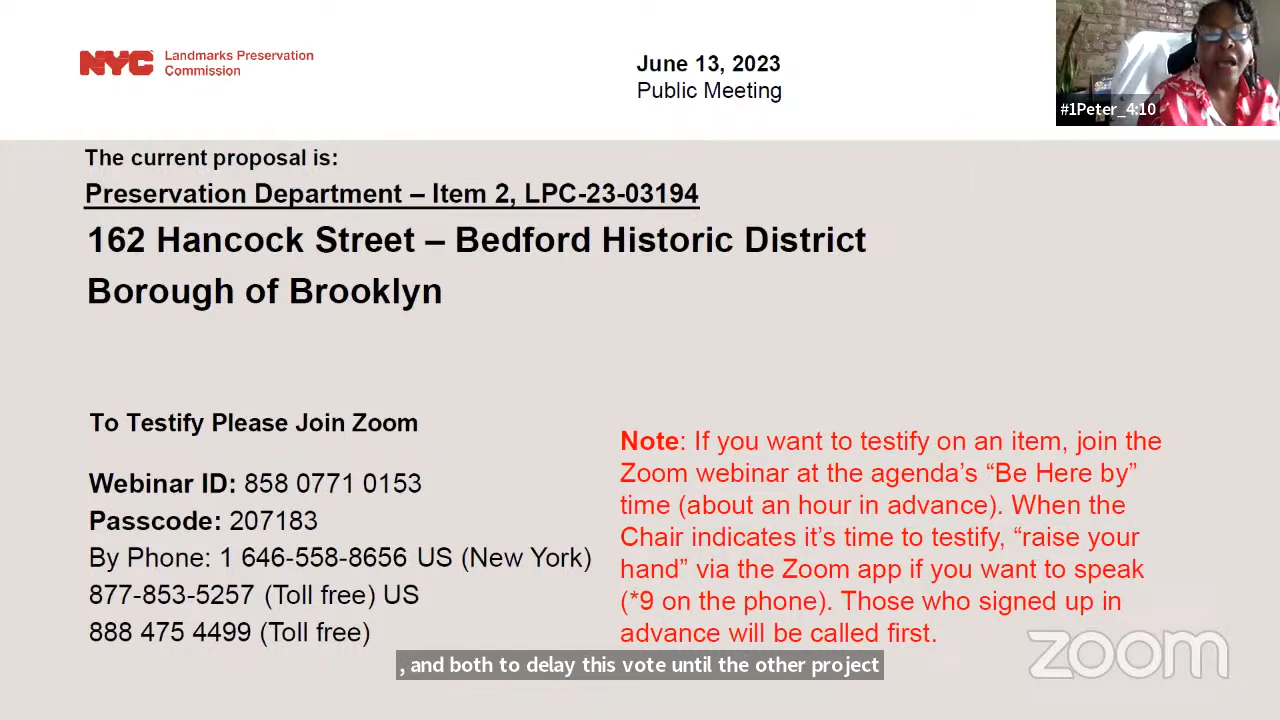 NYC Landmarks Preservation
Commission
June 13, 2023
Public Meeting
#1Peter_4:10
The current proposal is:
Preservation Department – Item 2, LPC-23-03194
162 Hancock Street – Bedford Historic District
Borough of Brooklyn
To Testify Please Join Zoom
Webinar ID: 858 0771 0153
Passcode: 207183
By Phone: 1 646-558-8656 US (New York)
877-853-5257 (Toll free) US
888 475 4499 (Toll free)
Note: If you want to testify on an item, join the
Zoom webinar at the agenda’s “Be Here by”
time (about an hour in advance). When the
Chair indicates it’s time to testify, “raise your
hand” via the Zoom app if you want to speak
(*9 on the phone). Those who signed up in
advance will be called first.
zoom
, and both to delay this vote until the other project